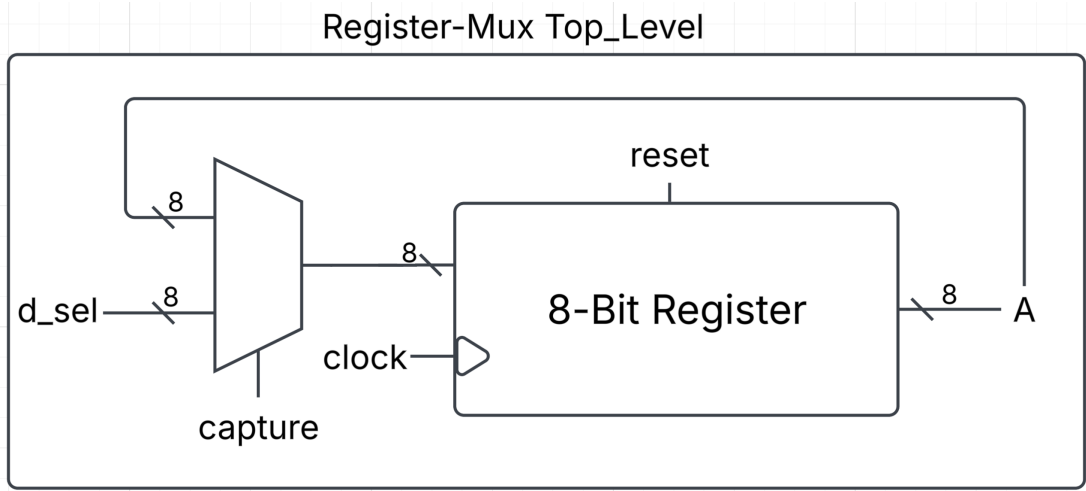 Register-Mux Top_Level
reset
8
8
8-Bit Register
8
d_sel
8
A
clock
capture